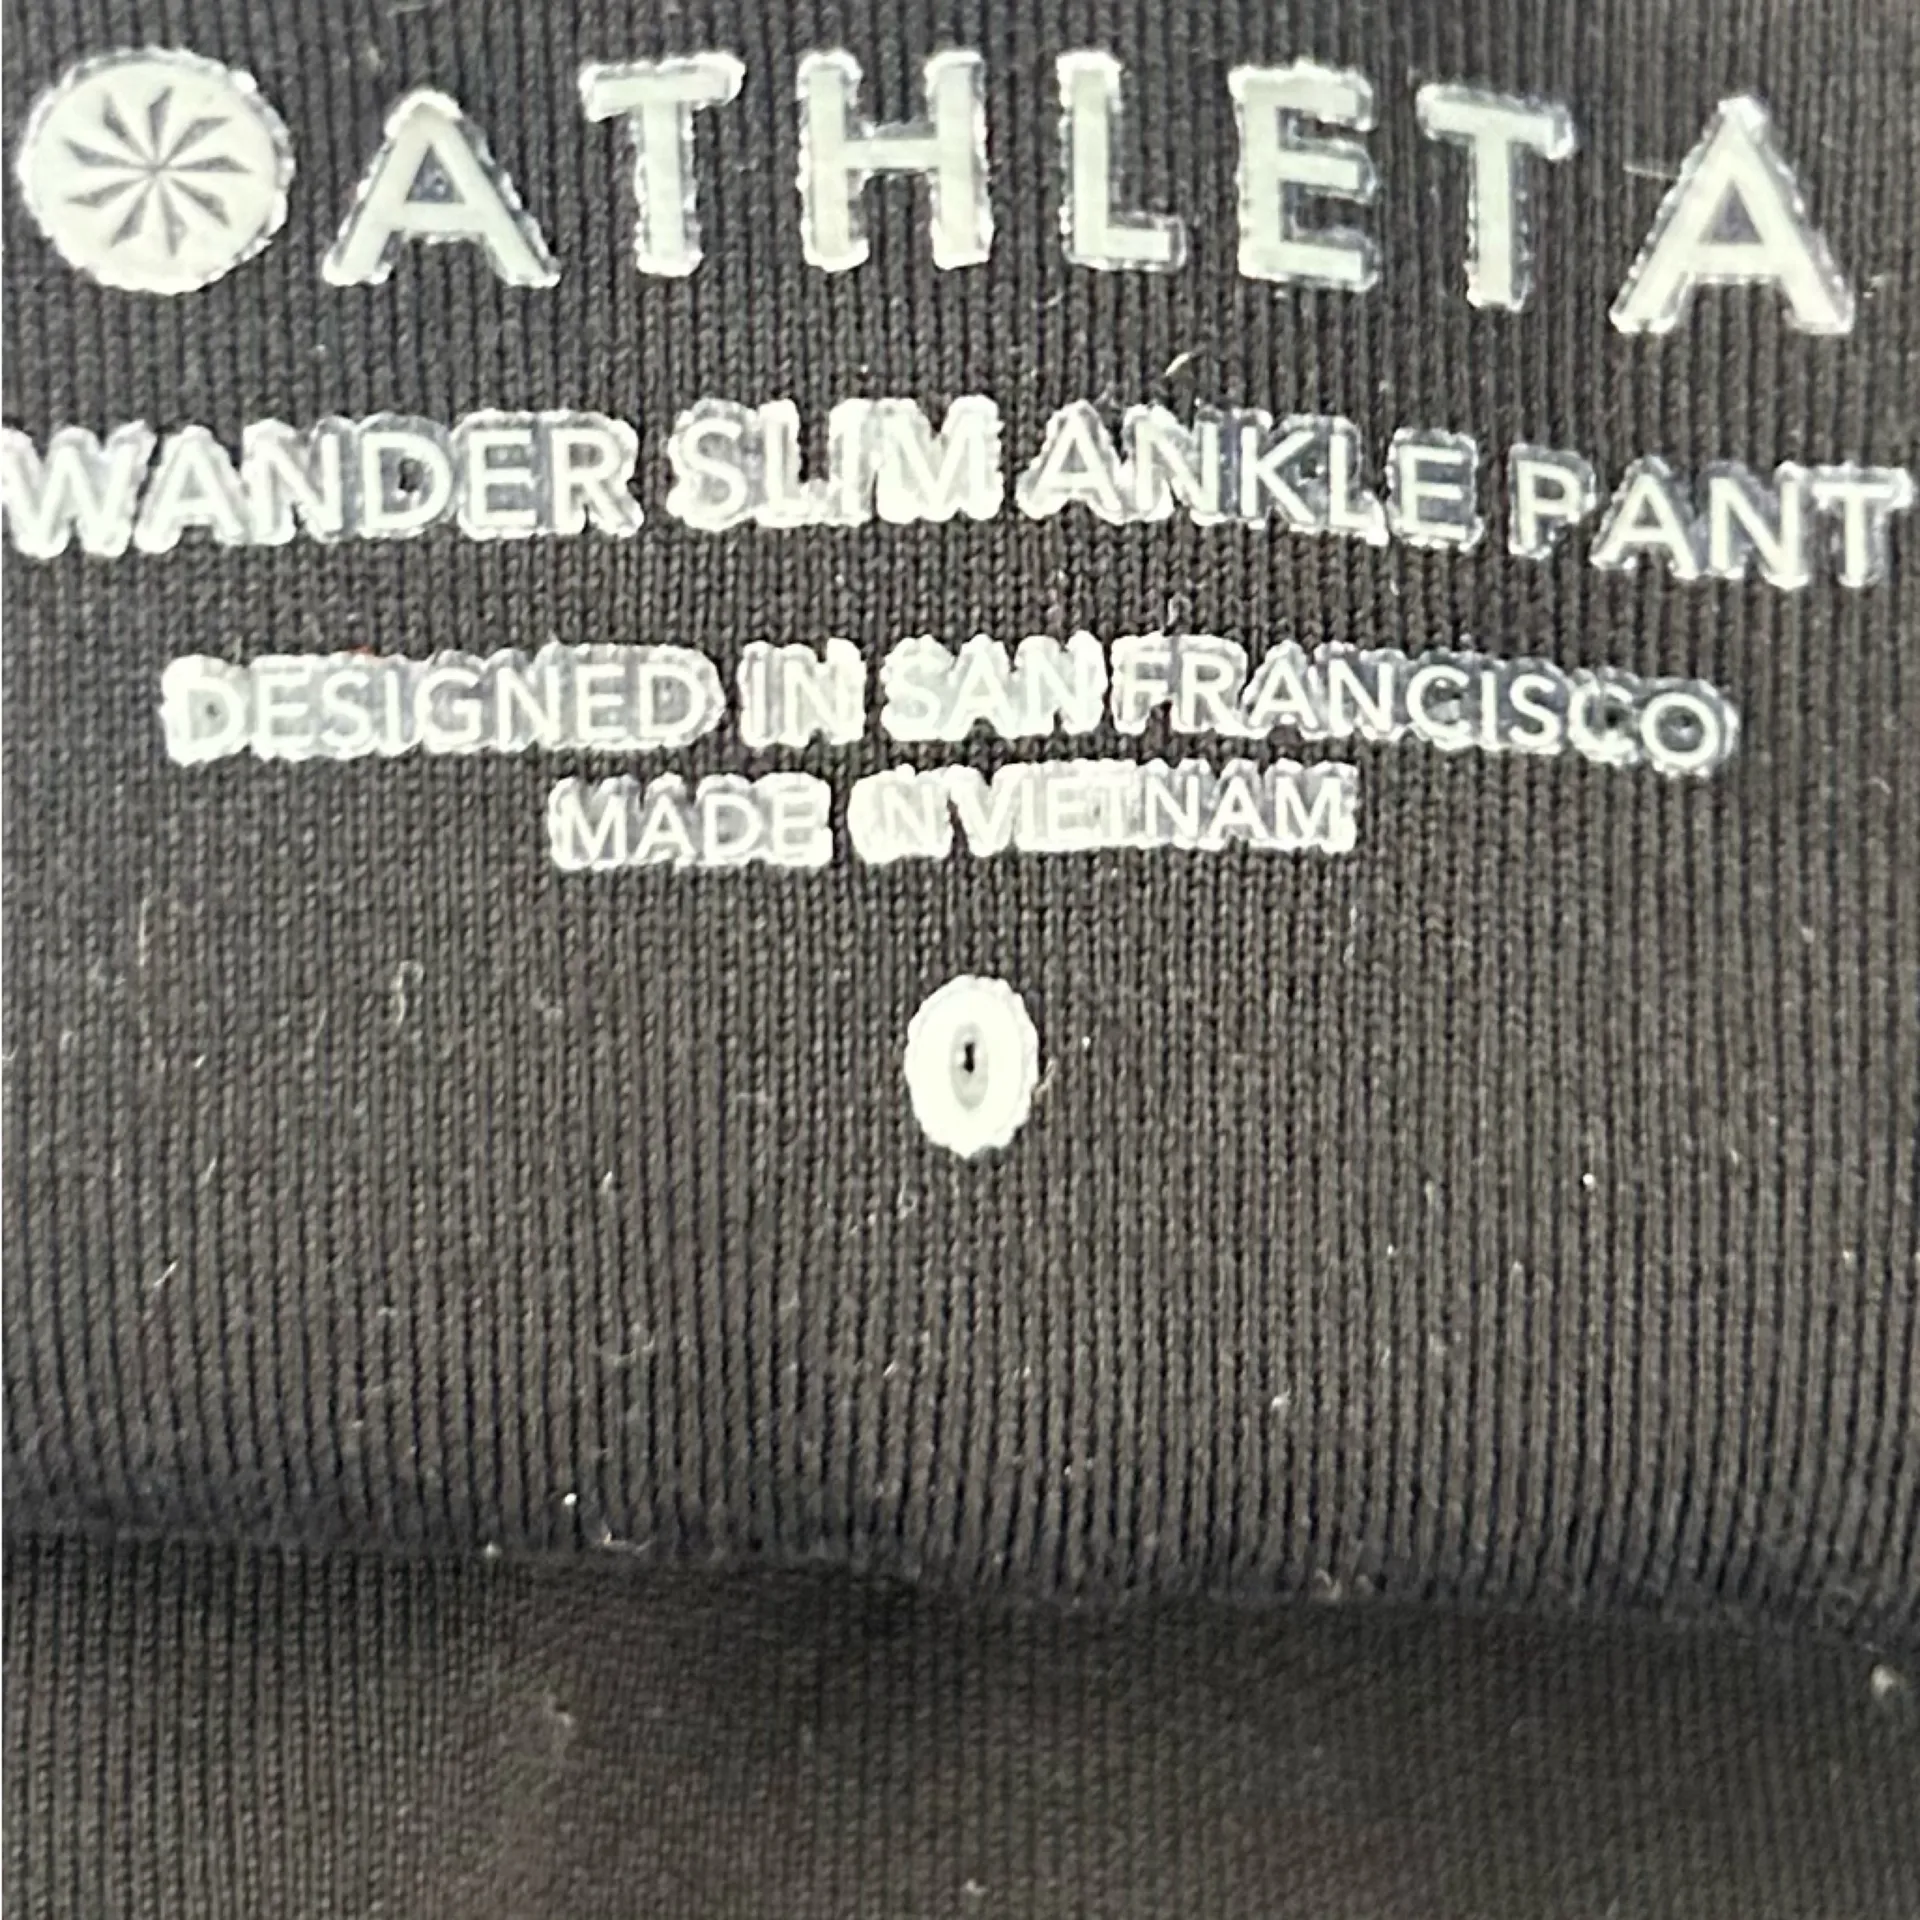 ATHLETA
WANDER SLIM ANKLE PANT
DESIGNED IN SAN FRANCISCO
MADE IN VIETNAM
0